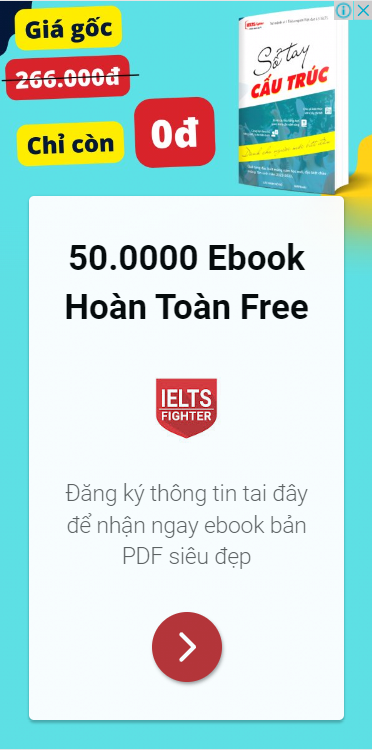 Giá gốc
266.000đ
Chỉ còn
0đ
Sổ tay
CẤU TRÚC
50.0000 Ebook
Hoàn Toàn Free
IELTS
FIGHTER
Đăng ký thông tin tai đây
để nhận ngay ebook bản
PDF siêu đẹp